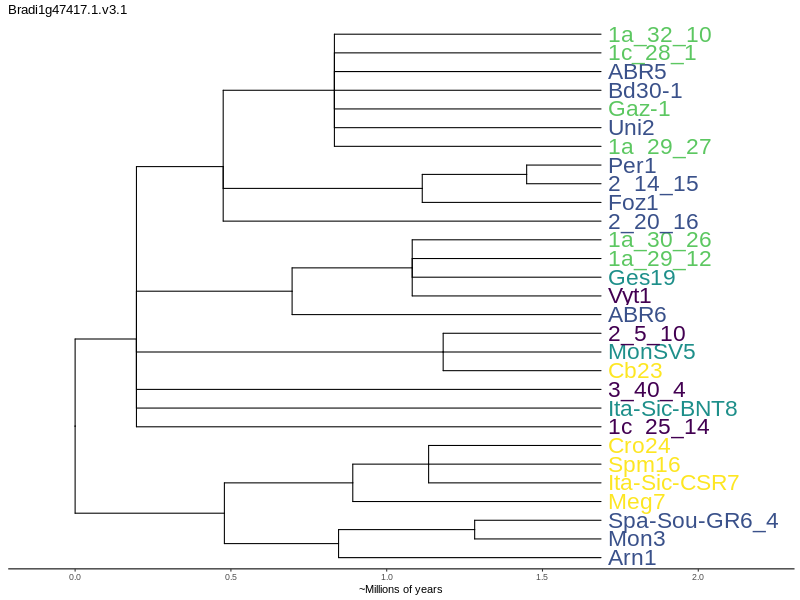 Bradi1g47417.1.v3.1
1a_32_10
1c_28_1
ABR5
Bd30-1
Gaz-1
Uni2
1a_29_27
Per1
2_14_15
Foz1
2_20_16
1a_30_26
1a_29_12
Ges19
Vyt1
ABR6
2_5_10
MonSV5
Cb23
3_40_4
Ita-Sic-BNT8
1c_25_14
Cro24
Spm16
Ita-Sic-CSR7
Meg7
Spa-Sou-GR6_4
Mon3
Arn1
0.0 0.5 1.0 1.5 2.0
~Millions of years